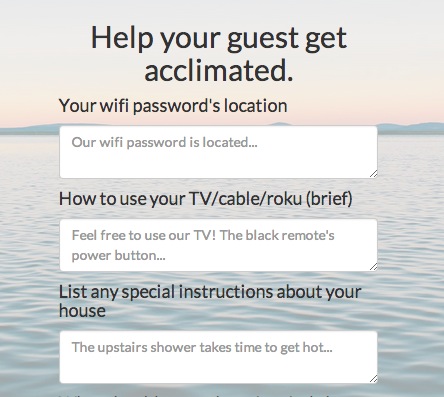 Help your guest get
acclimated.
Your wifi password's location
Our wifi password is located...
How to use your TV/cable/roku (brief)
Feel free to use our TV! The black remote's
power button...
List any special instructions about your
house
The upstairs shower takes time to get hot...